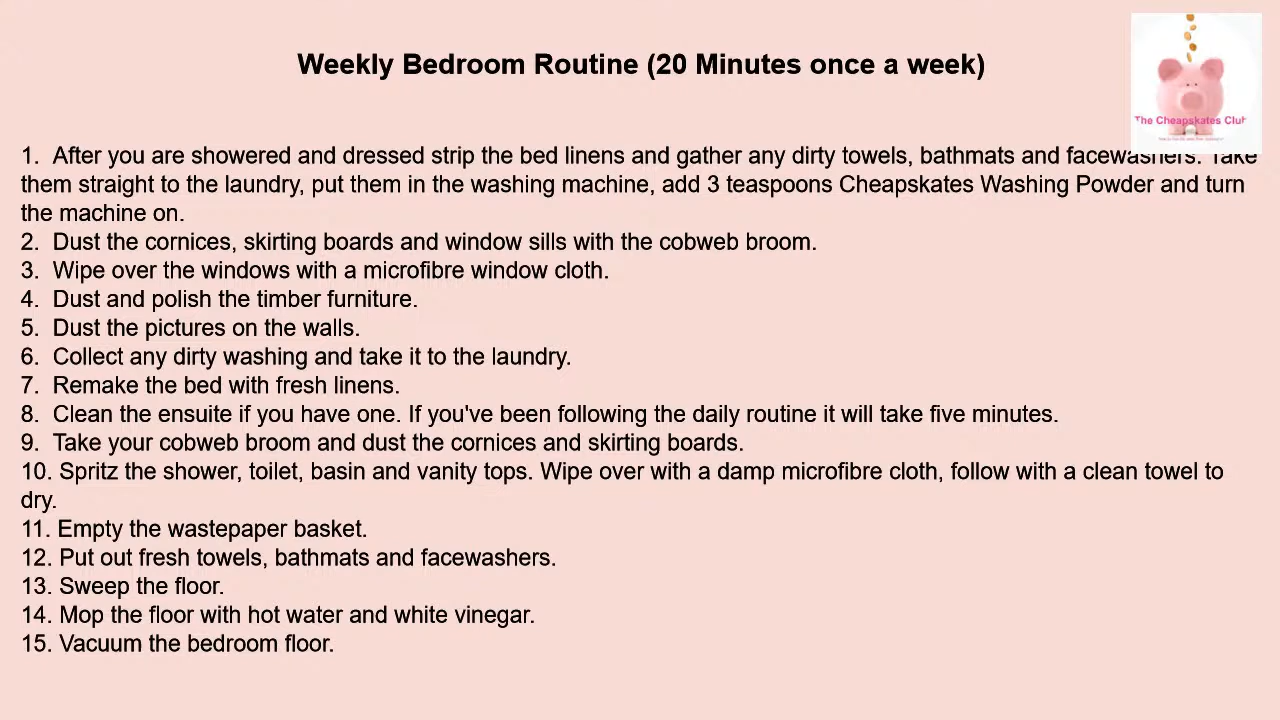 Weekly Bedroom Routine (20 Minutes once a week)
The Cheapskates Club
1. After you are showered and dressed strip the bed linens and gather any dirty towels, bathmats and facewashers. Take
them straight to the laundry, put them in the washing machine, add 3 teaspoons Cheapskates Washing Powder and turn
the machine on.
2. Dust the cornices, skirting boards and window sills with the cobweb broom.
3. Wipe over the windows with a microfibre window cloth.
4. Dust and polish the timber furniture.
5. Dust the pictures on the walls.
6. Collect any dirty washing and take it to the laundry.
7. Remake the bed with fresh linens.
8. Clean the ensuite if you have one. If you've been following the daily routine it will take five minutes.
9. Take your cobweb broom and dust the cornices and skirting boards.
10. Spritz the shower, toilet, basin and vanity tops. Wipe over with a damp microfibre cloth, follow with a clean towel to
dry.
11. Empty the wastepaper basket.
12. Put out fresh towels, bathmats and facewashers.
13. Sweep the floor.
14. Mop the floor with hot water and white vinegar.
15. Vacuum the bedroom floor.